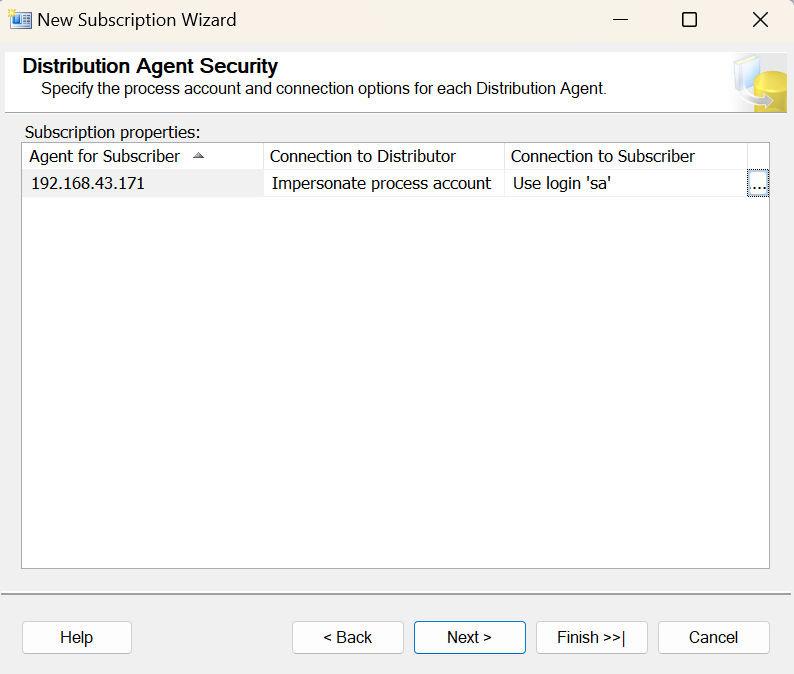 New Subscription Wizard
Distribution Agent Security
Specify the process account and connection options for each Distribution Agent.
Subscription properties:
Agent for Subscriber Connection to Distributor Connection to Subscriber
192.168.43.171 Impersonate process account Use login 'sa' ...
Help < Back Next > Finish >>| Cancel